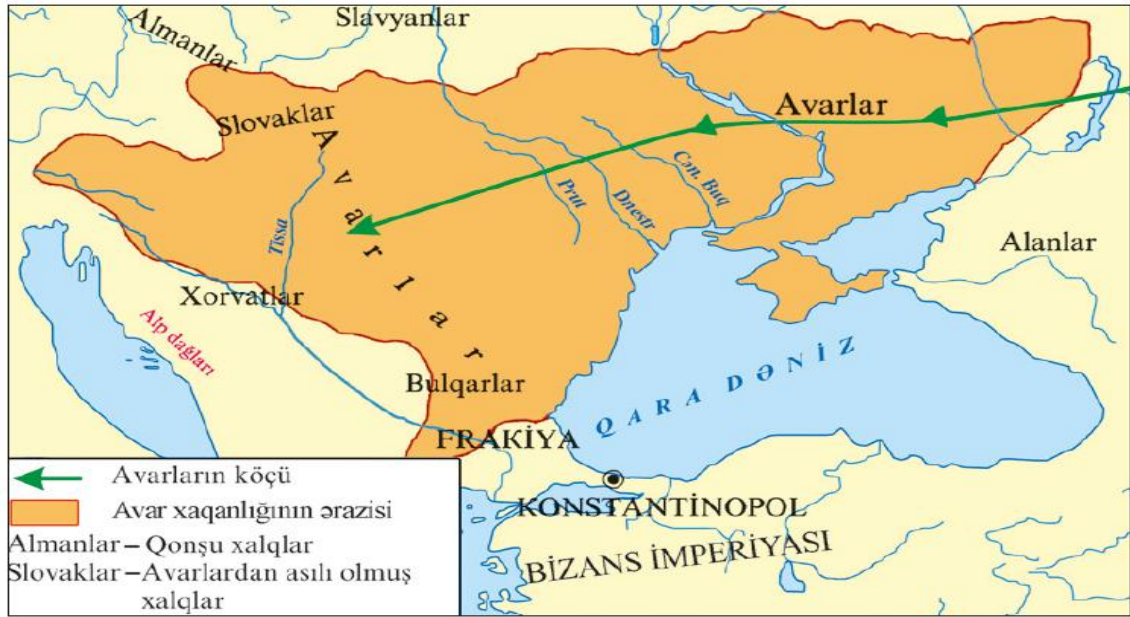 Slavyanlar
Almanlar
Slovaklar
Avarlar
Avarlar
Tissa
Prut
Dnestr
Cən. Buq
Alanlar
Xorvatlar
Alp dağları
Bulqarlar
QARA DƏNİZ
FRAKİYA
KONSTANTİNOPOL
BİZANS İMPERİYASI
Avarların köçü
Avar xaqanlığının ərazisi
Almanlar – Qonşu xalqlar
Slovaklar –Avarlardan asılı olmuş
xalqlar